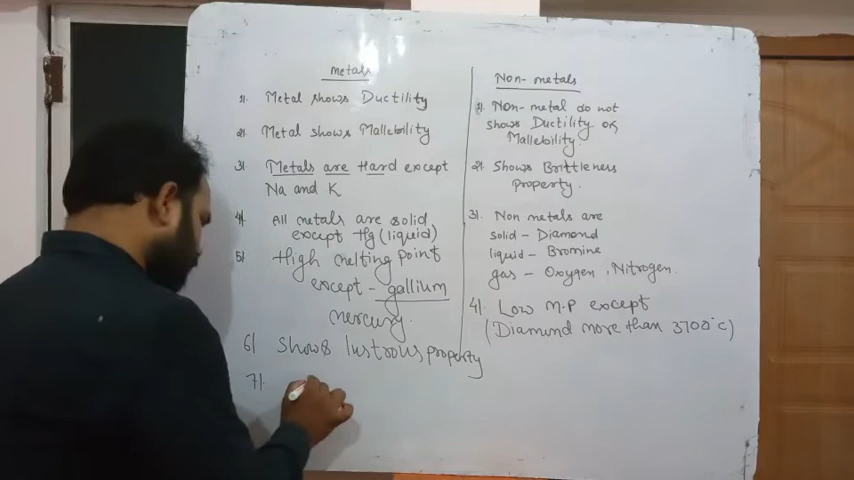 metals
1). Metal shows Ductility
2). Metal shows Mallebility
3). Metals are Hard except
Na and K
4). All metals are solid
except Hg (liquid)
5). High melting point
except - gallium
mercury.
6). Shows lustrous property
7).
Non-metals
1). Non-metal do not
shows Ductility or
Mallebility.
2). Shows Brittleness
property.
3). Non metals are
solid - Diamond
liquid - Bromine
gas - Oxygen, Nitrogen.
4). Low M.P except
(Diamond more than 3700°C)